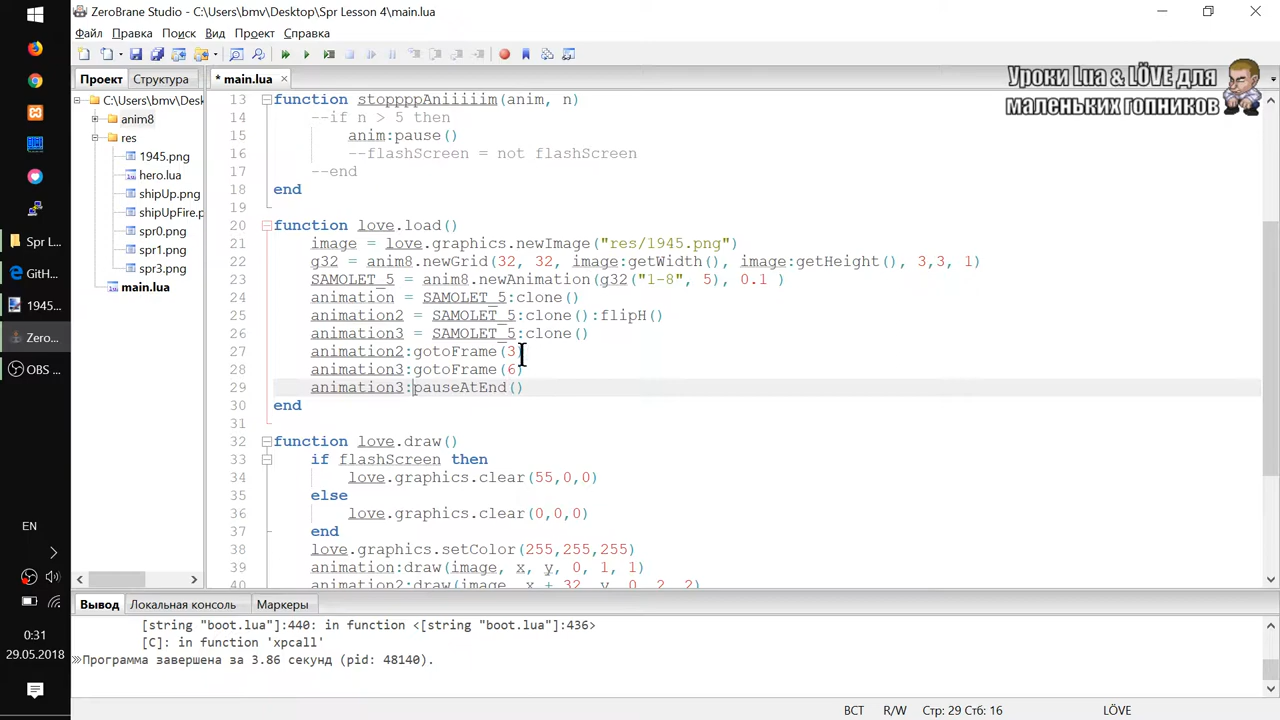 ZeroBrane Studio - C:\Users\bmv\Desktop\Spr Lesson 4\main.lua
Файл Правка Поиск Вид Проект Справка
Проект Структура
* main.lua
Уроки Lua & LÖVE для
маленьких гопников
C:\Users\bmv\Desk
anim8
res
1945.png
hero.lua
shipUp.png
shipUpFire.p
spr0.png
spr1.png
spr3.png
main.lua
Spr L...
GitH...
1945...
Zero...
OBS ...
EN
0:31
29.05.2018
13 function stoppppAniiiiim(anim, n)
14 --if n > 5 then
15 anim:pause()
16 --flashScreen = not flashScreen
17 --end
18 end
19
20 function love.load()
21 image = love.graphics.newImage("res/1945.png")
22 g32 = anim8.newGrid(32, 32, image:getWidth(), image:getHeight(), 3,3, 1)
23 SAMOLET_5 = anim8.newAnimation(g32("1-8", 5), 0.1 )
24 animation = SAMOLET_5:clone()
25 animation2 = SAMOLET_5:clone():flipH()
26 animation3 = SAMOLET_5:clone()
27 animation2:gotoFrame(3)
28 animation3:gotoFrame(6)
29 animation3:pauseAtEnd()
30 end
31
32 function love.draw()
33 if flashScreen then
34 love.graphics.clear(55,0,0)
35 else
36 love.graphics.clear(0,0,0)
37 end
38 love.graphics.setColor(255,255,255)
39 animation:draw(image, x, y, 0, 1, 1)
40 animation2:draw(image, x + 32, y, 0, 2, 2)
Вывод Локальная консоль Маркеры
[string "boot.lua"]:440: in function <[string "boot.lua"]:436>
[C]: in function 'xpcall'
Программа завершена за 3.86 секунд (pid: 48140).
ВСТ R/W Стр: 29 Стб: 16 LÖVE